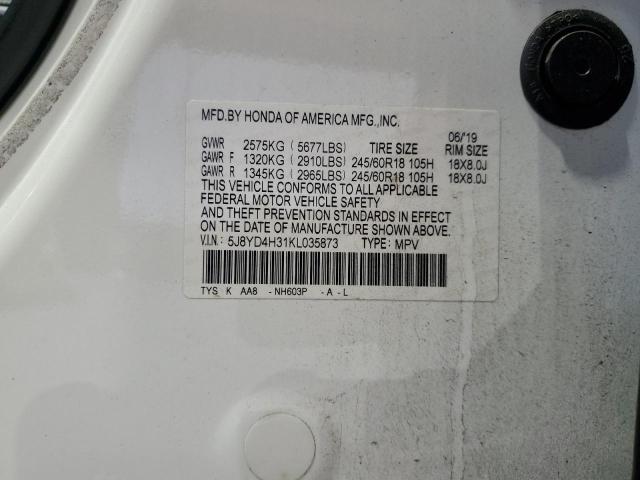 MFD.BY HONDA OF AMERICA MFG.,INC. 06/'19
GVWR 2575KG ( 5677LBS) TIRE SIZE RIM SIZE
GAWR F 1320KG ( 2910LBS) 245/60R18 105H 18X8.0J
GAWR R 1345KG ( 2965LBS) 245/60R18 105H 18X8.0J
THIS VEHICLE CONFORMS TO ALL APPLICABLE
FEDERAL MOTOR VEHICLE SAFETY
AND THEFT PREVENTION STANDARDS IN EFFECT
ON THE DATE OF MANUFACTURE SHOWN ABOVE.
V.I.N.: 5J8YD4H31KL035873 TYPE: MPV
TYS K AA8 -NH603P -A -L